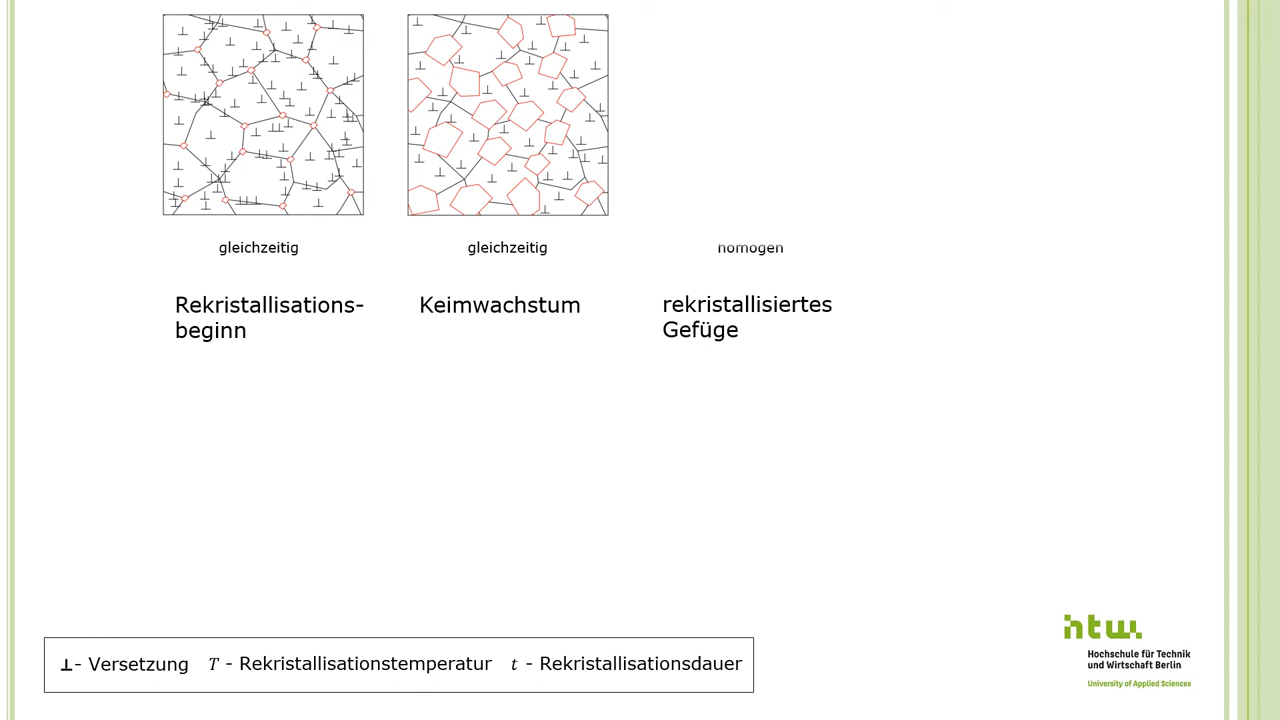 gleichzeitig
gleichzeitig
homogen
Rekristallisations-
beginn
Keimwachstum
rekristallisiertes
Gefüge
⊥- Versetzung T - Rekristallisationstemperatur t - Rekristallisationsdauer
htw.
Hochschule für Technik
und Wirtschaft Berlin
University of Applied Sciences